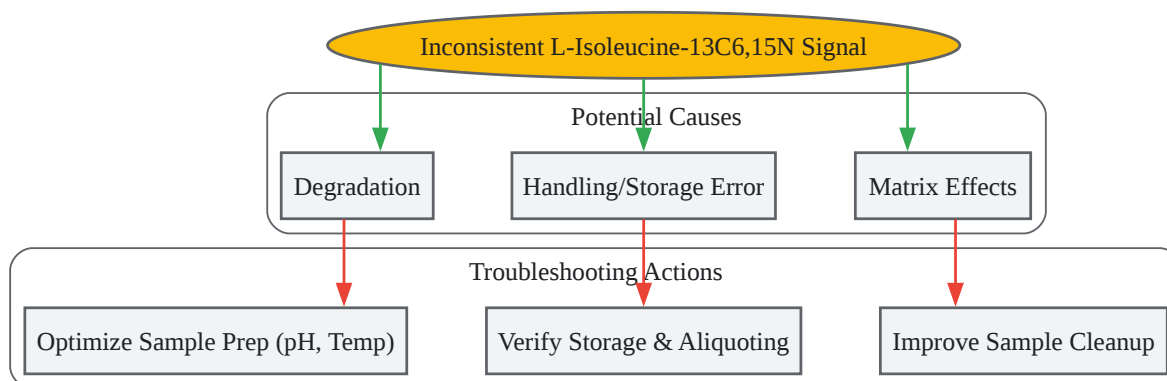 Inconsistent L-Isoleucine-13C6,15N Signal
Potential Causes
Degradation
Handling/Storage Error
Matrix Effects
Troubleshooting Actions
Optimize Sample Prep (pH, Temp)
Verify Storage & Aliquoting
Improve Sample Cleanup